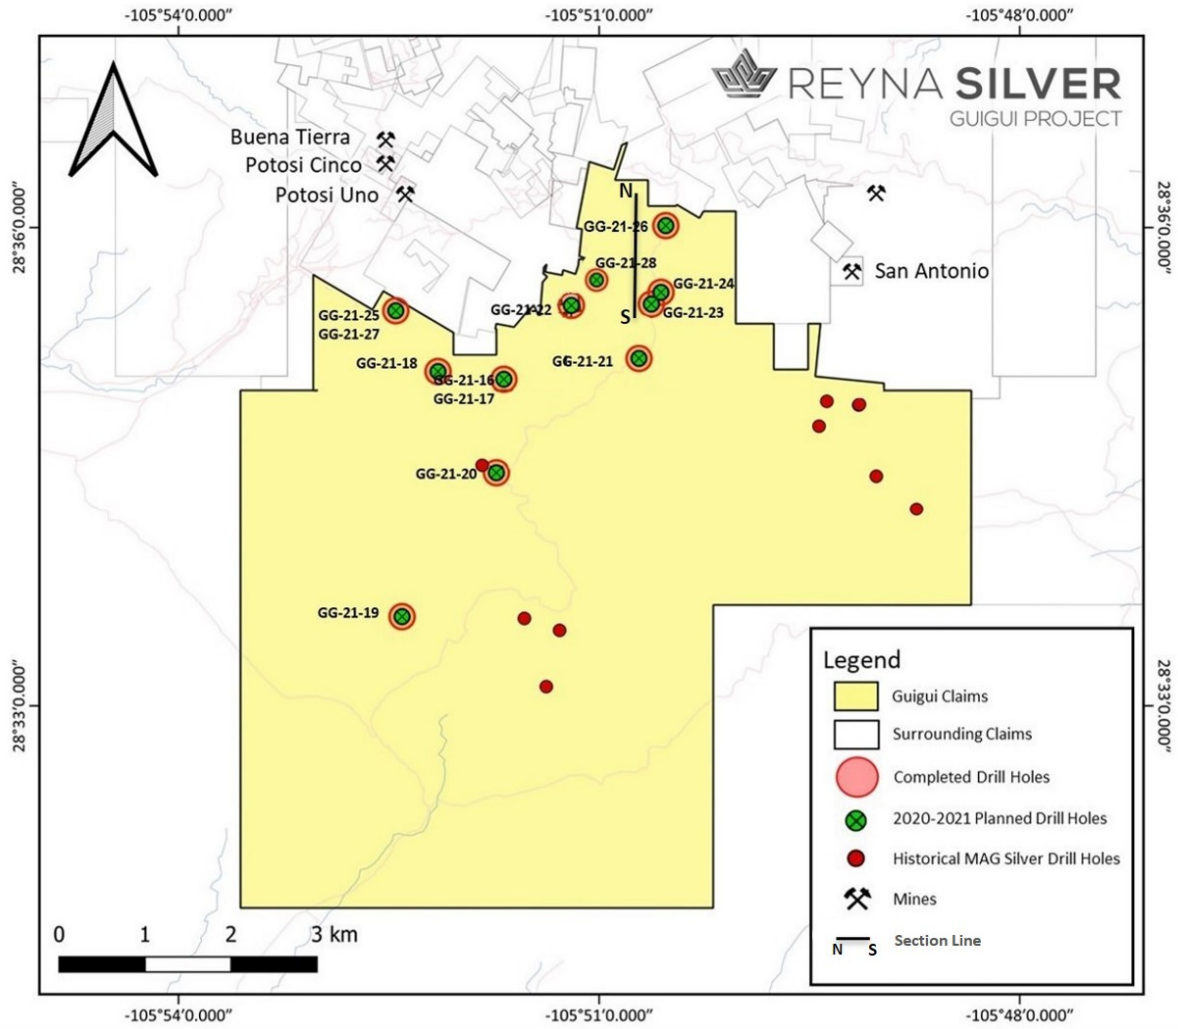 -105°54′0.000″
-105°51′0.000″
-105°48′0.000″
REYNA SILVER
GUIGUI PROJECT
Buena Tierra
Potosi Cinco
Potosi Uno
28°36′0.000″
28°36′0.000″
N
GG-21-26
GG-21-28
San Antonio
GG-21-24
GG-21-22
GG-21-23
S
GG-21-25
GG-21-27
GG-21-21
GG-21-18
GG-21-16
GG-21-17
GG-21-20
GG-21-19
28°33′0.000″
28°33′0.000″
Legend
Guigui Claims
Surrounding Claims
Completed Drill Holes
2020-2021 Planned Drill Holes
Historical MAG Silver Drill Holes
Mines
N S Section Line
0 1 2 3 km
-105°54′0.000″
-105°51′0.000″
-105°48′0.000″